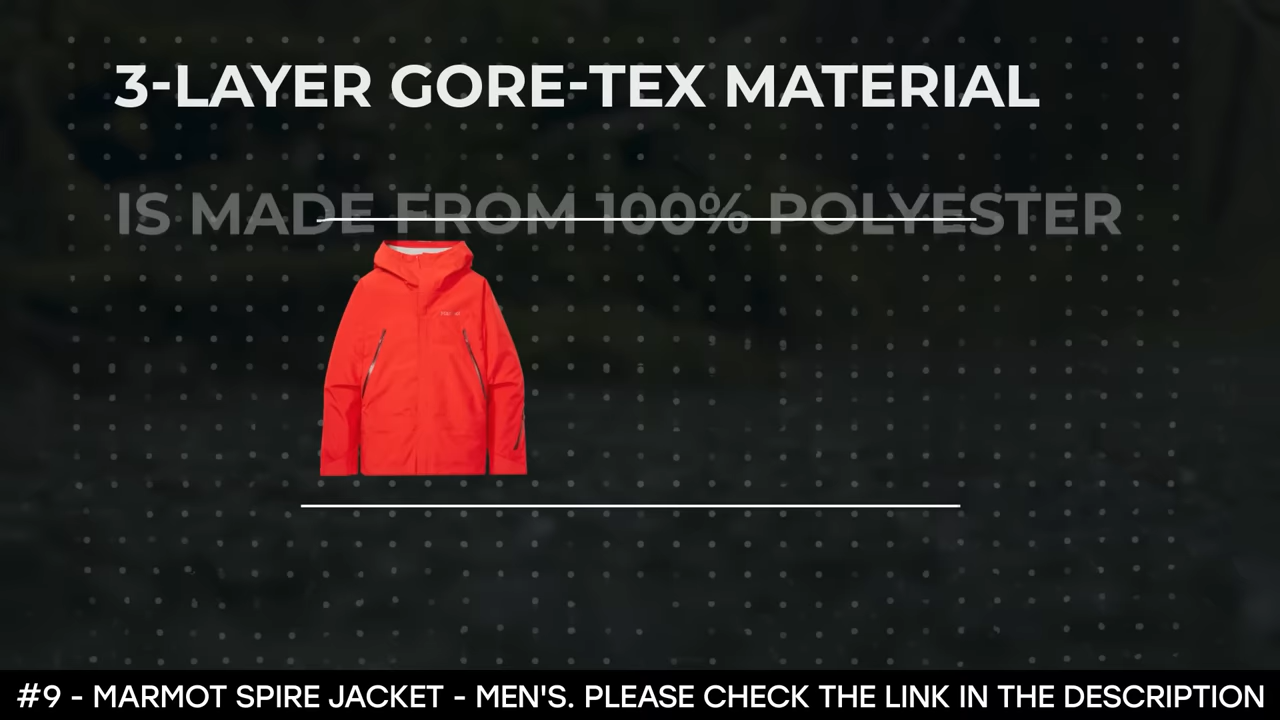 3-LAYER GORE-TEX MATERIAL
IS MADE FROM 100% POLYESTER
#9 - MARMOT SPIRE JACKET - MEN'S. PLEASE CHECK THE LINK IN THE DESCRIPTION